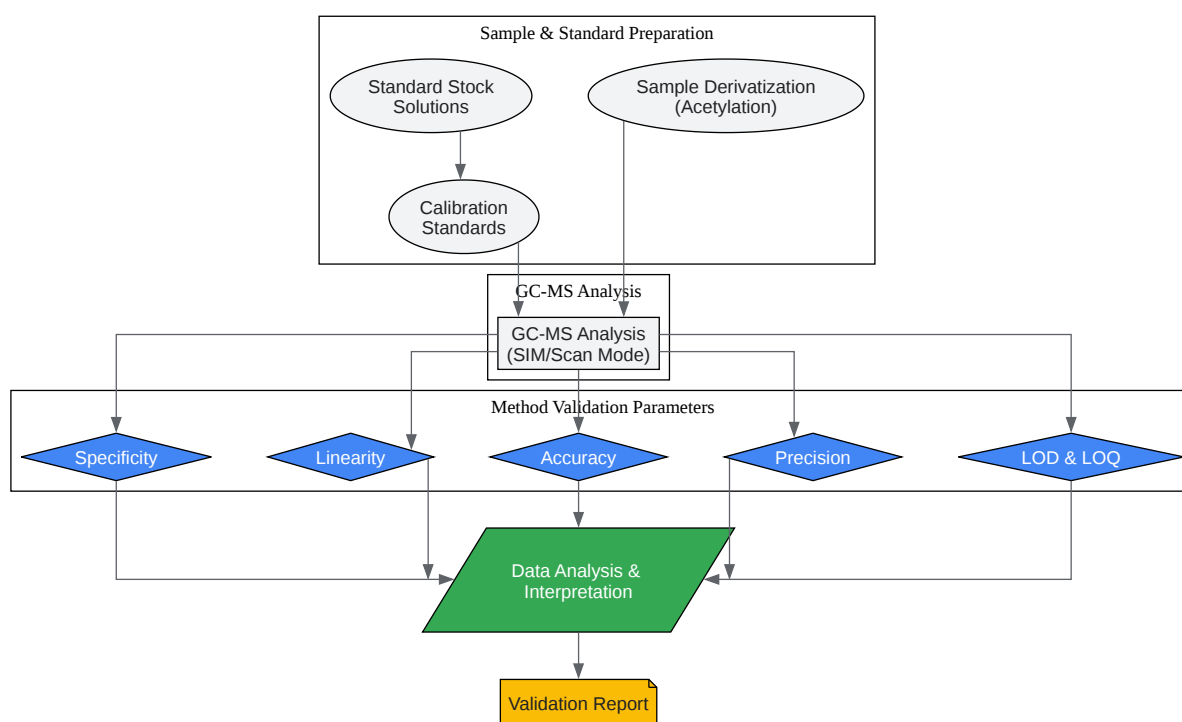 Sample & Standard Preparation
Standard Stock
Solutions
Sample Derivatization
(Acetylation)
Calibration
Standards
GC-MS Analysis
GC-MS Analysis
(SIM/Scan Mode)
Method Validation Parameters
Specificity
Linearity
Accuracy
Precision
LOD & LOQ
Data Analysis &
Interpretation
Validation Report